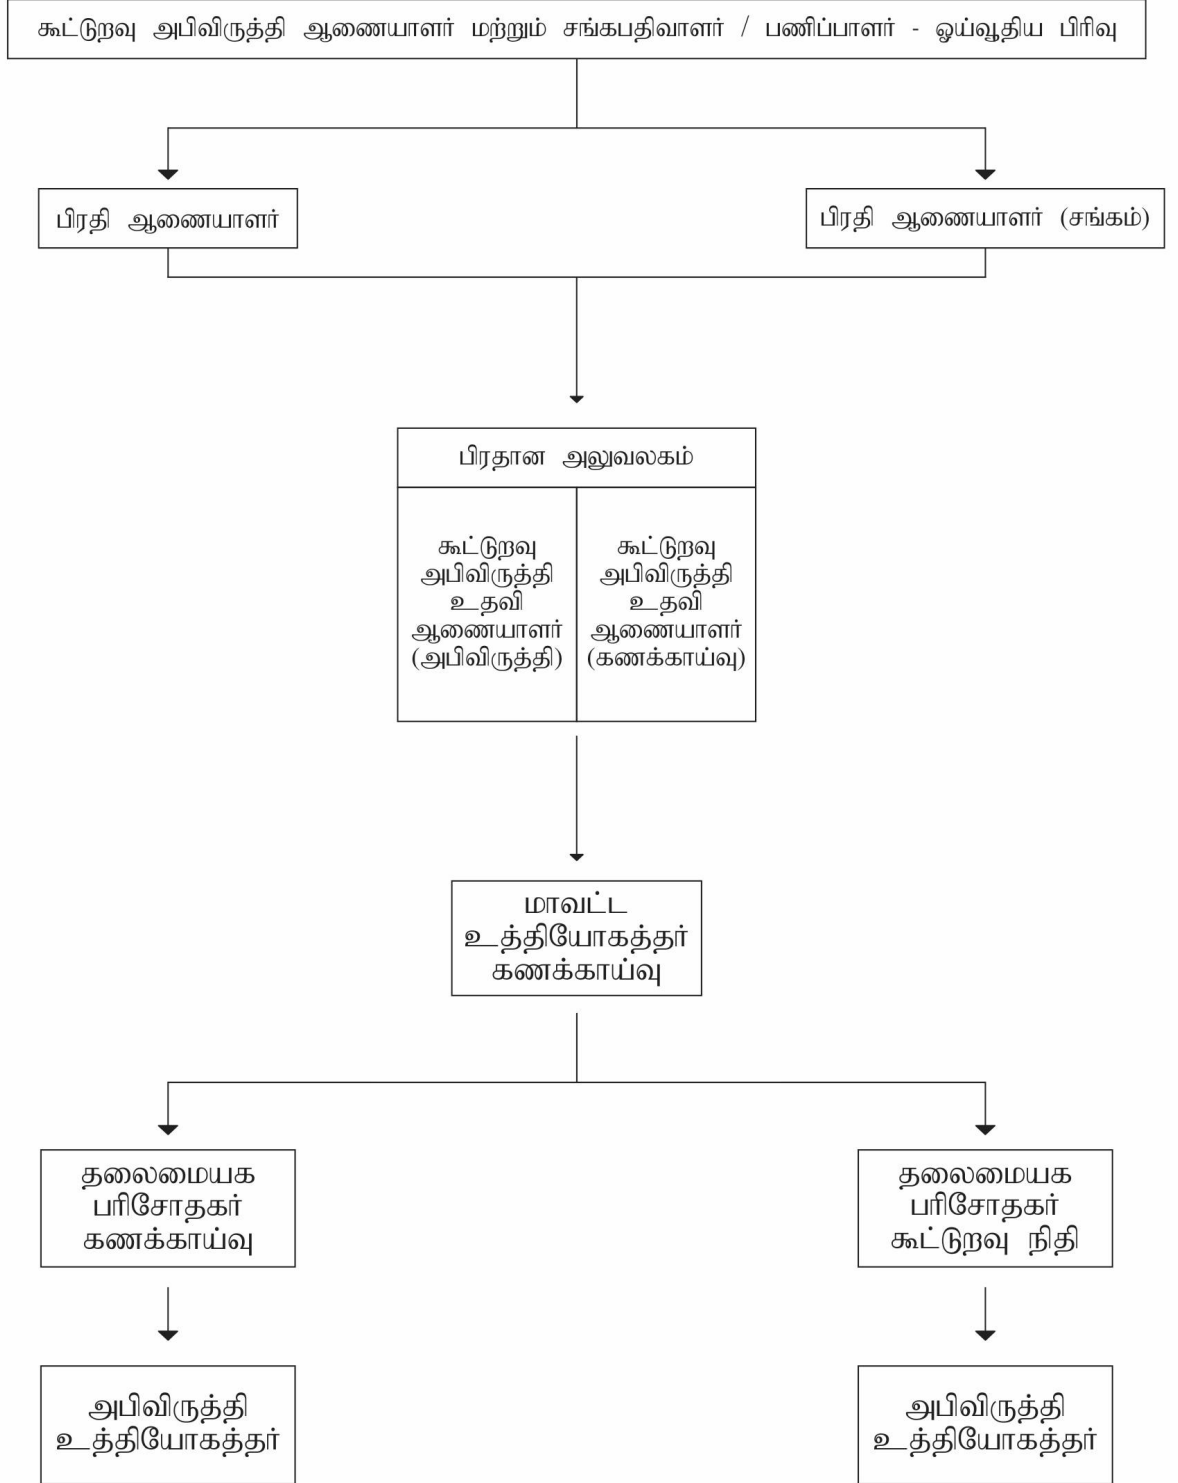 கூட்டுறவு அபிவிருத்தி ஆணையாளர் மற்றும் சங்கபதிவாளர் / பணிப்பாளர் - ஓய்வூதிய பிரிவு
பிரதி ஆணையாளர்
பிரதி ஆணையாளர் (சங்கம்)
பிரதான அலுவலகம்
கூட்டுறவு
அபிவிருத்தி
உதவி
ஆணையாளர்
(அபிவிருத்தி)
கூட்டுறவு
அபிவிருத்தி
உதவி
ஆணையாளர்
(கணக்காய்வு)
மாவட்ட
உத்தியோகத்தர்
கணக்காய்வு
தலைமையக
பரிசோதகர்
கணக்காய்வு
தலைமையக
பரிசோதகர்
கூட்டுறவு நிதி
அபிவிருத்தி
உத்தியோகத்தர்
அபிவிருத்தி
உத்தியோகத்தர்